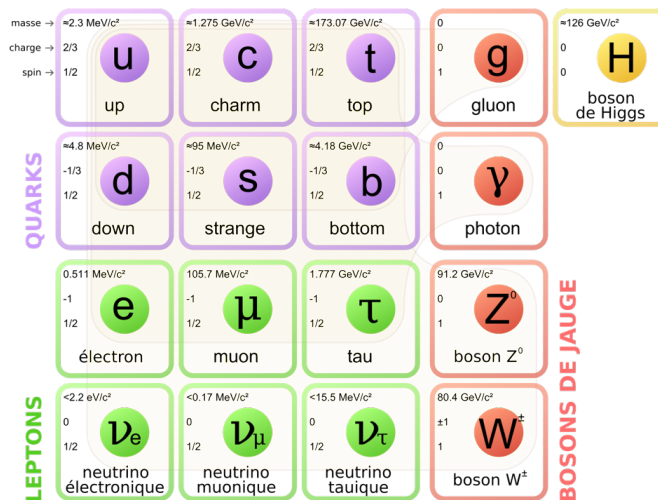 masse → ≈2.3 MeV/c² ≈1.275 GeV/c² ≈173.07 GeV/c² 0 ≈126 GeV/c²
charge → 2/3 2/3 2/3 0 0
spin → 1/2 1/2 1/2 1 0
u c t g H
up charm top gluon boson
de Higgs
QUARKS
≈4.8 MeV/c² ≈95 MeV/c² ≈4.18 GeV/c² 0
-1/3 -1/3 -1/3 0
1/2 1/2 1/2 1
d s b γ
down strange bottom photon
0.511 MeV/c² 105.7 MeV/c² 1.777 GeV/c² 91.2 GeV/c²
-1 -1 -1 0
1/2 1/2 1/2 1
e μ τ Z⁰
électron muon tau boson Z⁰
BOSONS DE JAUGE
LEPTONS
<2.2 eV/c² <0.17 MeV/c² <15.5 MeV/c² 80.4 GeV/c²
0 0 0 ±1
1/2 1/2 1/2 1
νe νμ ντ W±
neutrino neutrino neutrino boson W±
électronique muonique tauique